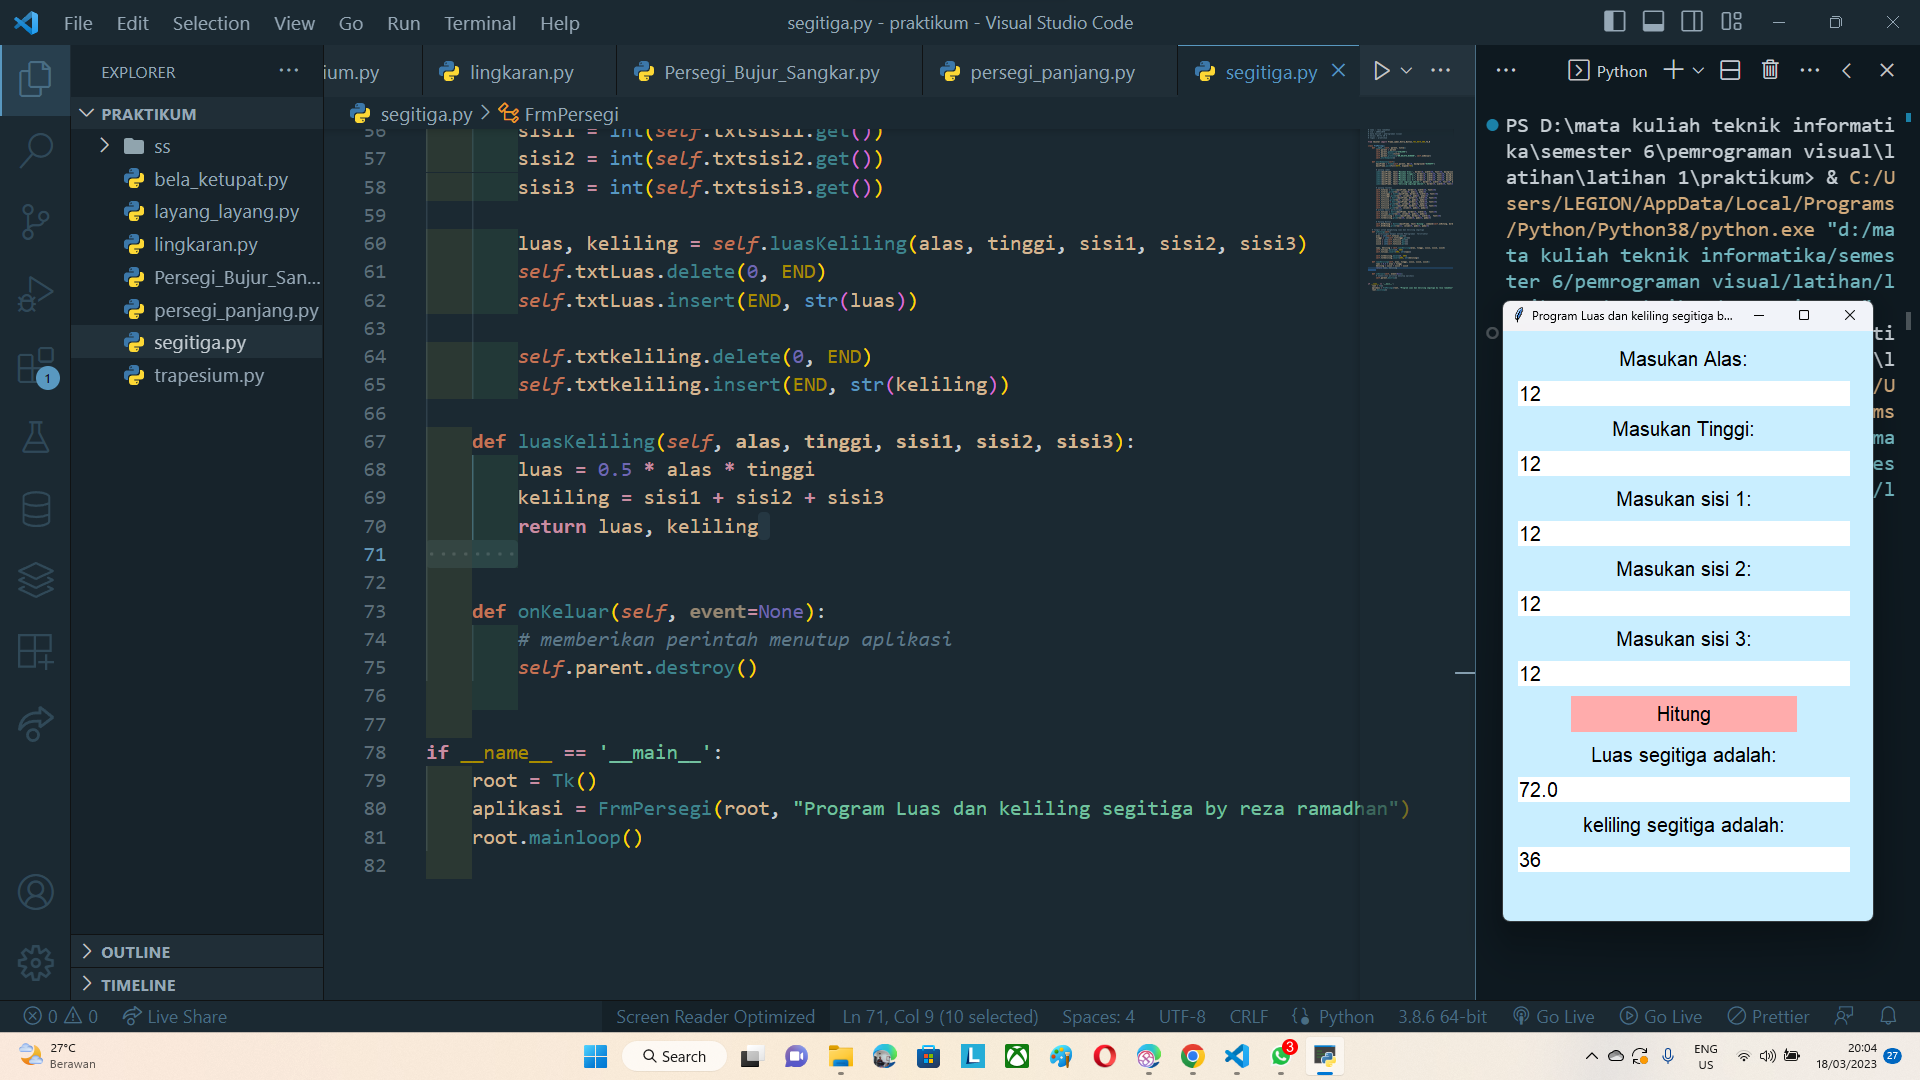 File Edit Selection View Go Run Terminal Help
segitiga.py - praktikum - Visual Studio Code
EXPLORER
PRAKTIKUM
ss
bela_ketupat.py
layang_layang.py
lingkaran.py
Persegi_Bujur_San...
persegi_panjang.py
segitiga.py
trapesium.py
OUTLINE
TIMELINE
1
ium.py lingkaran.py Persegi_Bujur_Sangkar.py persegi_panjang.py segitiga.py
segitiga.py > FrmPersegi
56 sisi1 = int(self.txtsisi1.get())
57 sisi2 = int(self.txtsisi2.get())
58 sisi3 = int(self.txtsisi3.get())
59
60 luas, keliling = self.luasKeliling(alas, tinggi, sisi1, sisi2, sisi3)
61 self.txtLuas.delete(0, END)
62 self.txtLuas.insert(END, str(luas))
63
64 self.txtkeliling.delete(0, END)
65 self.txtkeliling.insert(END, str(keliling))
66
67 def luasKeliling(self, alas, tinggi, sisi1, sisi2, sisi3):
68 luas = 0.5 * alas * tinggi
69 keliling = sisi1 + sisi2 + sisi3
70 return luas, keliling
71
72
73 def onKeluar(self, event=None):
74 # memberikan perintah menutup aplikasi
75 self.parent.destroy()
76
77
78 if __name__ == '__main__':
79 root = Tk()
80 aplikasi = FrmPersegi(root, "Program Luas dan keliling segitiga by reza ramadhan")
81 root.mainloop()
82
Python
PS D:\mata kuliah teknik informati
ka\semester 6\pemrograman visual\l
atihan\latihan 1\praktikum> & C:/U
sers/LEGION/AppData/Local/Programs
/Python/Python38/python.exe "d:/ma
ta kuliah teknik informatika/semes
ter 6/pemrograman visual/latihan/l
ti
\l
/U
ms
ma
es
/l
Program Luas dan keliling segitiga b...
Masukan Alas:
12
Masukan Tinggi:
12
Masukan sisi 1:
12
Masukan sisi 2:
12
Masukan sisi 3:
12
Hitung
Luas segitiga adalah:
72.0
keliling segitiga adalah:
36
0 0 Live Share Screen Reader Optimized Ln 71, Col 9 (10 selected) Spaces: 4 UTF-8 CRLF Python 3.8.6 64-bit Go Live Go Live Prettier
27°C
Berawan
Search
3
ENG
US
20:04
18/03/2023
27